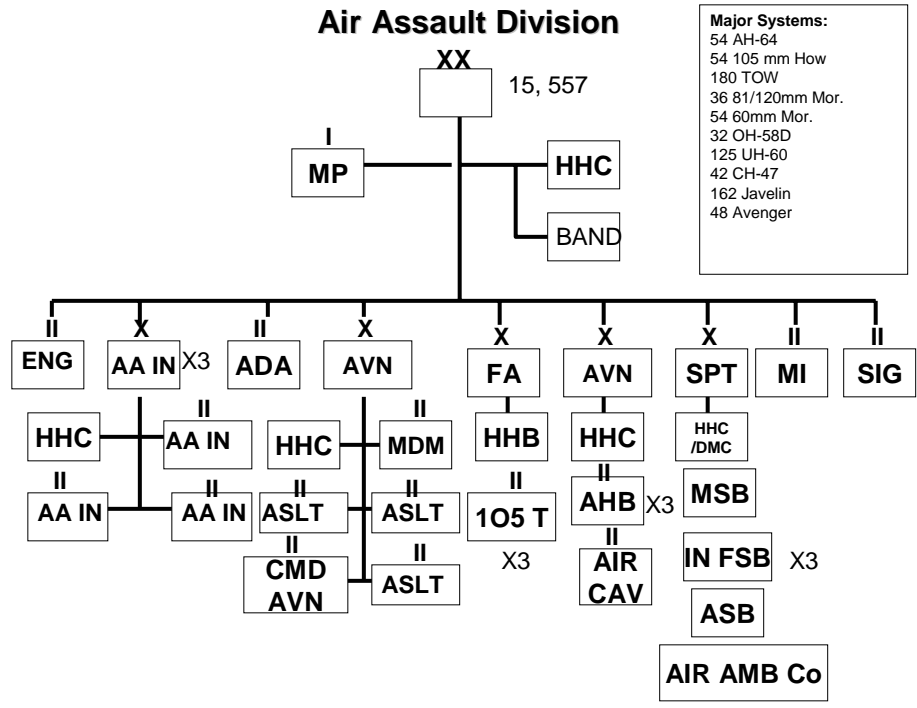 Air Assault Division
XX
15, 557
Major Systems:
54 AH-64
54 105 mm How
180 TOW
36 81/120mm Mor.
54 60mm Mor.
32 OH-58D
125 UH-60
42 CH-47
162 Javelin
48 Avenger
I
MP
HHC
BAND
II
X
II
X
X
X
X
II
II
ENG
AA IN
X3
ADA
AVN
FA
AVN
SPT
MI
SIG
HHC
II
AA IN
HHC
II
MDM
HHB
HHC
HHC
/DMC
II
AA IN
II
AA IN
II
ASLT
II
ASLT
II
1O5 T
X3
II
AHB
X3
MSB
II
CMD
AVN
II
ASLT
II
AIR
CAV
IN FSB
X3
ASB
AIR AMB Co